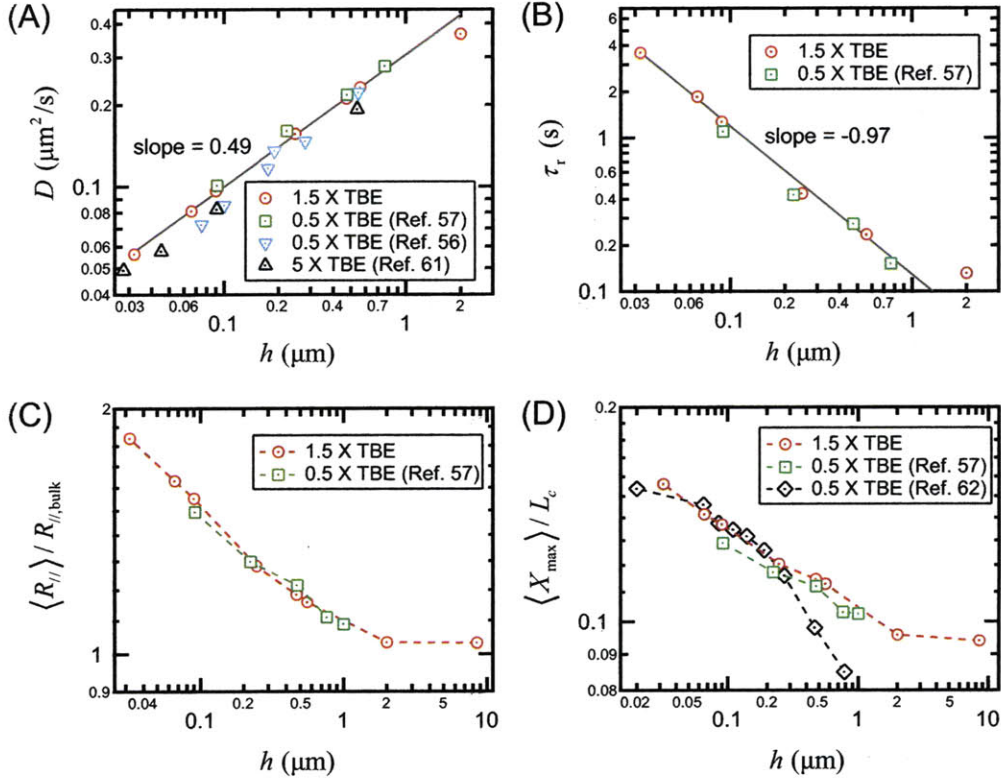 (A)
0.4
0.3
0.2
0.1
0.08
0.06
0.05
0.04
D (μm²/s)
slope = 0.49
1.5 X TBE
0.5 X TBE (Ref. 57)
0.5 X TBE (Ref. 56)
5 X TBE (Ref. 61)
0.03 0.06 0.1 0.4 0.7 1 2
h (μm)
(B)
6
4
2
1
0.6
0.4
0.2
0.1
τr (s)
1.5 X TBE
0.5 X TBE (Ref. 57)
slope = -0.97
0.03 0.06 0.1 0.4 0.7 1 2
h (μm)
(C)
2
1
0.9
⟨R//⟩ / R//,bulk
1.5 X TBE
0.5 X TBE (Ref. 57)
0.04 0.1 0.2 0.5 1 2 5 10
h (μm)
(D)
0.2
0.1
0.09
0.08
⟨Xmax⟩ / Lc
1.5 X TBE
0.5 X TBE (Ref. 57)
0.5 X TBE (Ref. 62)
0.02 0.05 0.1 0.2 0.5 1 2 5 10
h (μm)